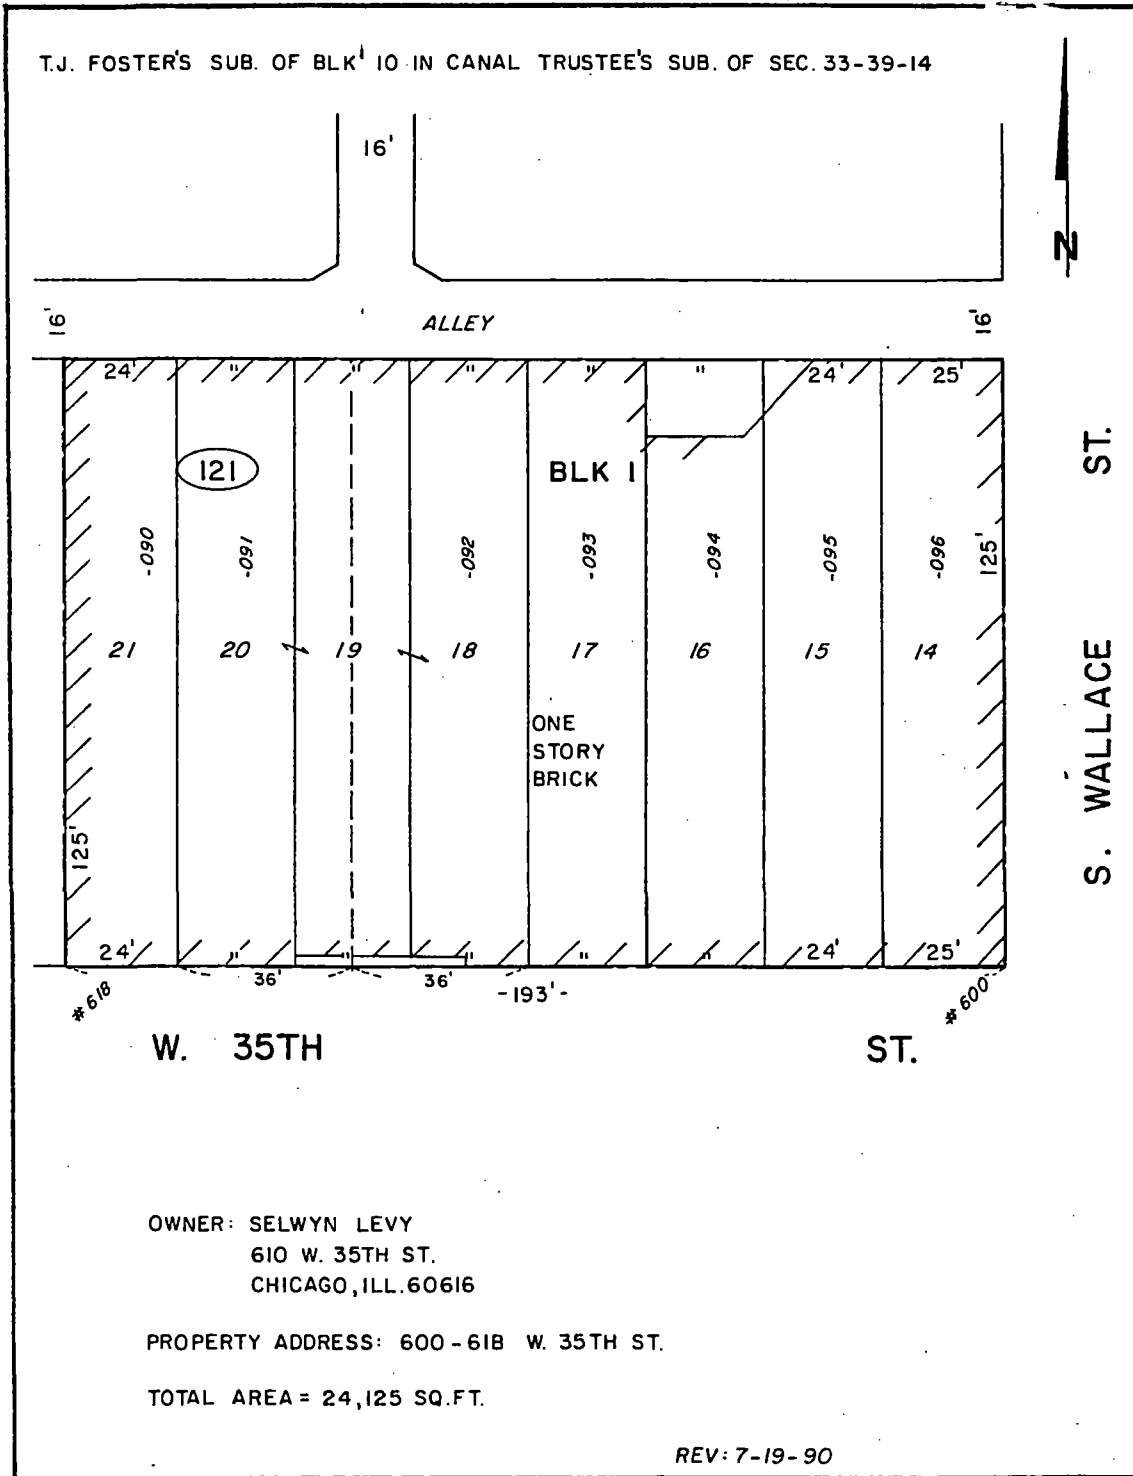 T.J. FOSTER'S SUB. OF BLK' 10 IN CANAL TRUSTEE'S SUB. OF SEC. 33-39-14
16'
N
16' ALLEY 16'
24' " " " " " 24' 25'
121 BLK 1
-090 -091 -092 -093 -094 -095 -096 125'
21 20 19 18 17 16 15 14
ONE
STORY
BRICK
125'
24' " " " " " 24' 25'
#618 36' 36' -193'- #600
S. WALLACE ST.
W. 35TH ST.
OWNER: SELWYN LEVY
610 W. 35TH ST.
CHICAGO, ILL. 60616
PROPERTY ADDRESS: 600-618 W. 35TH ST.
TOTAL AREA = 24,125 SQ.FT.
REV: 7-19-90